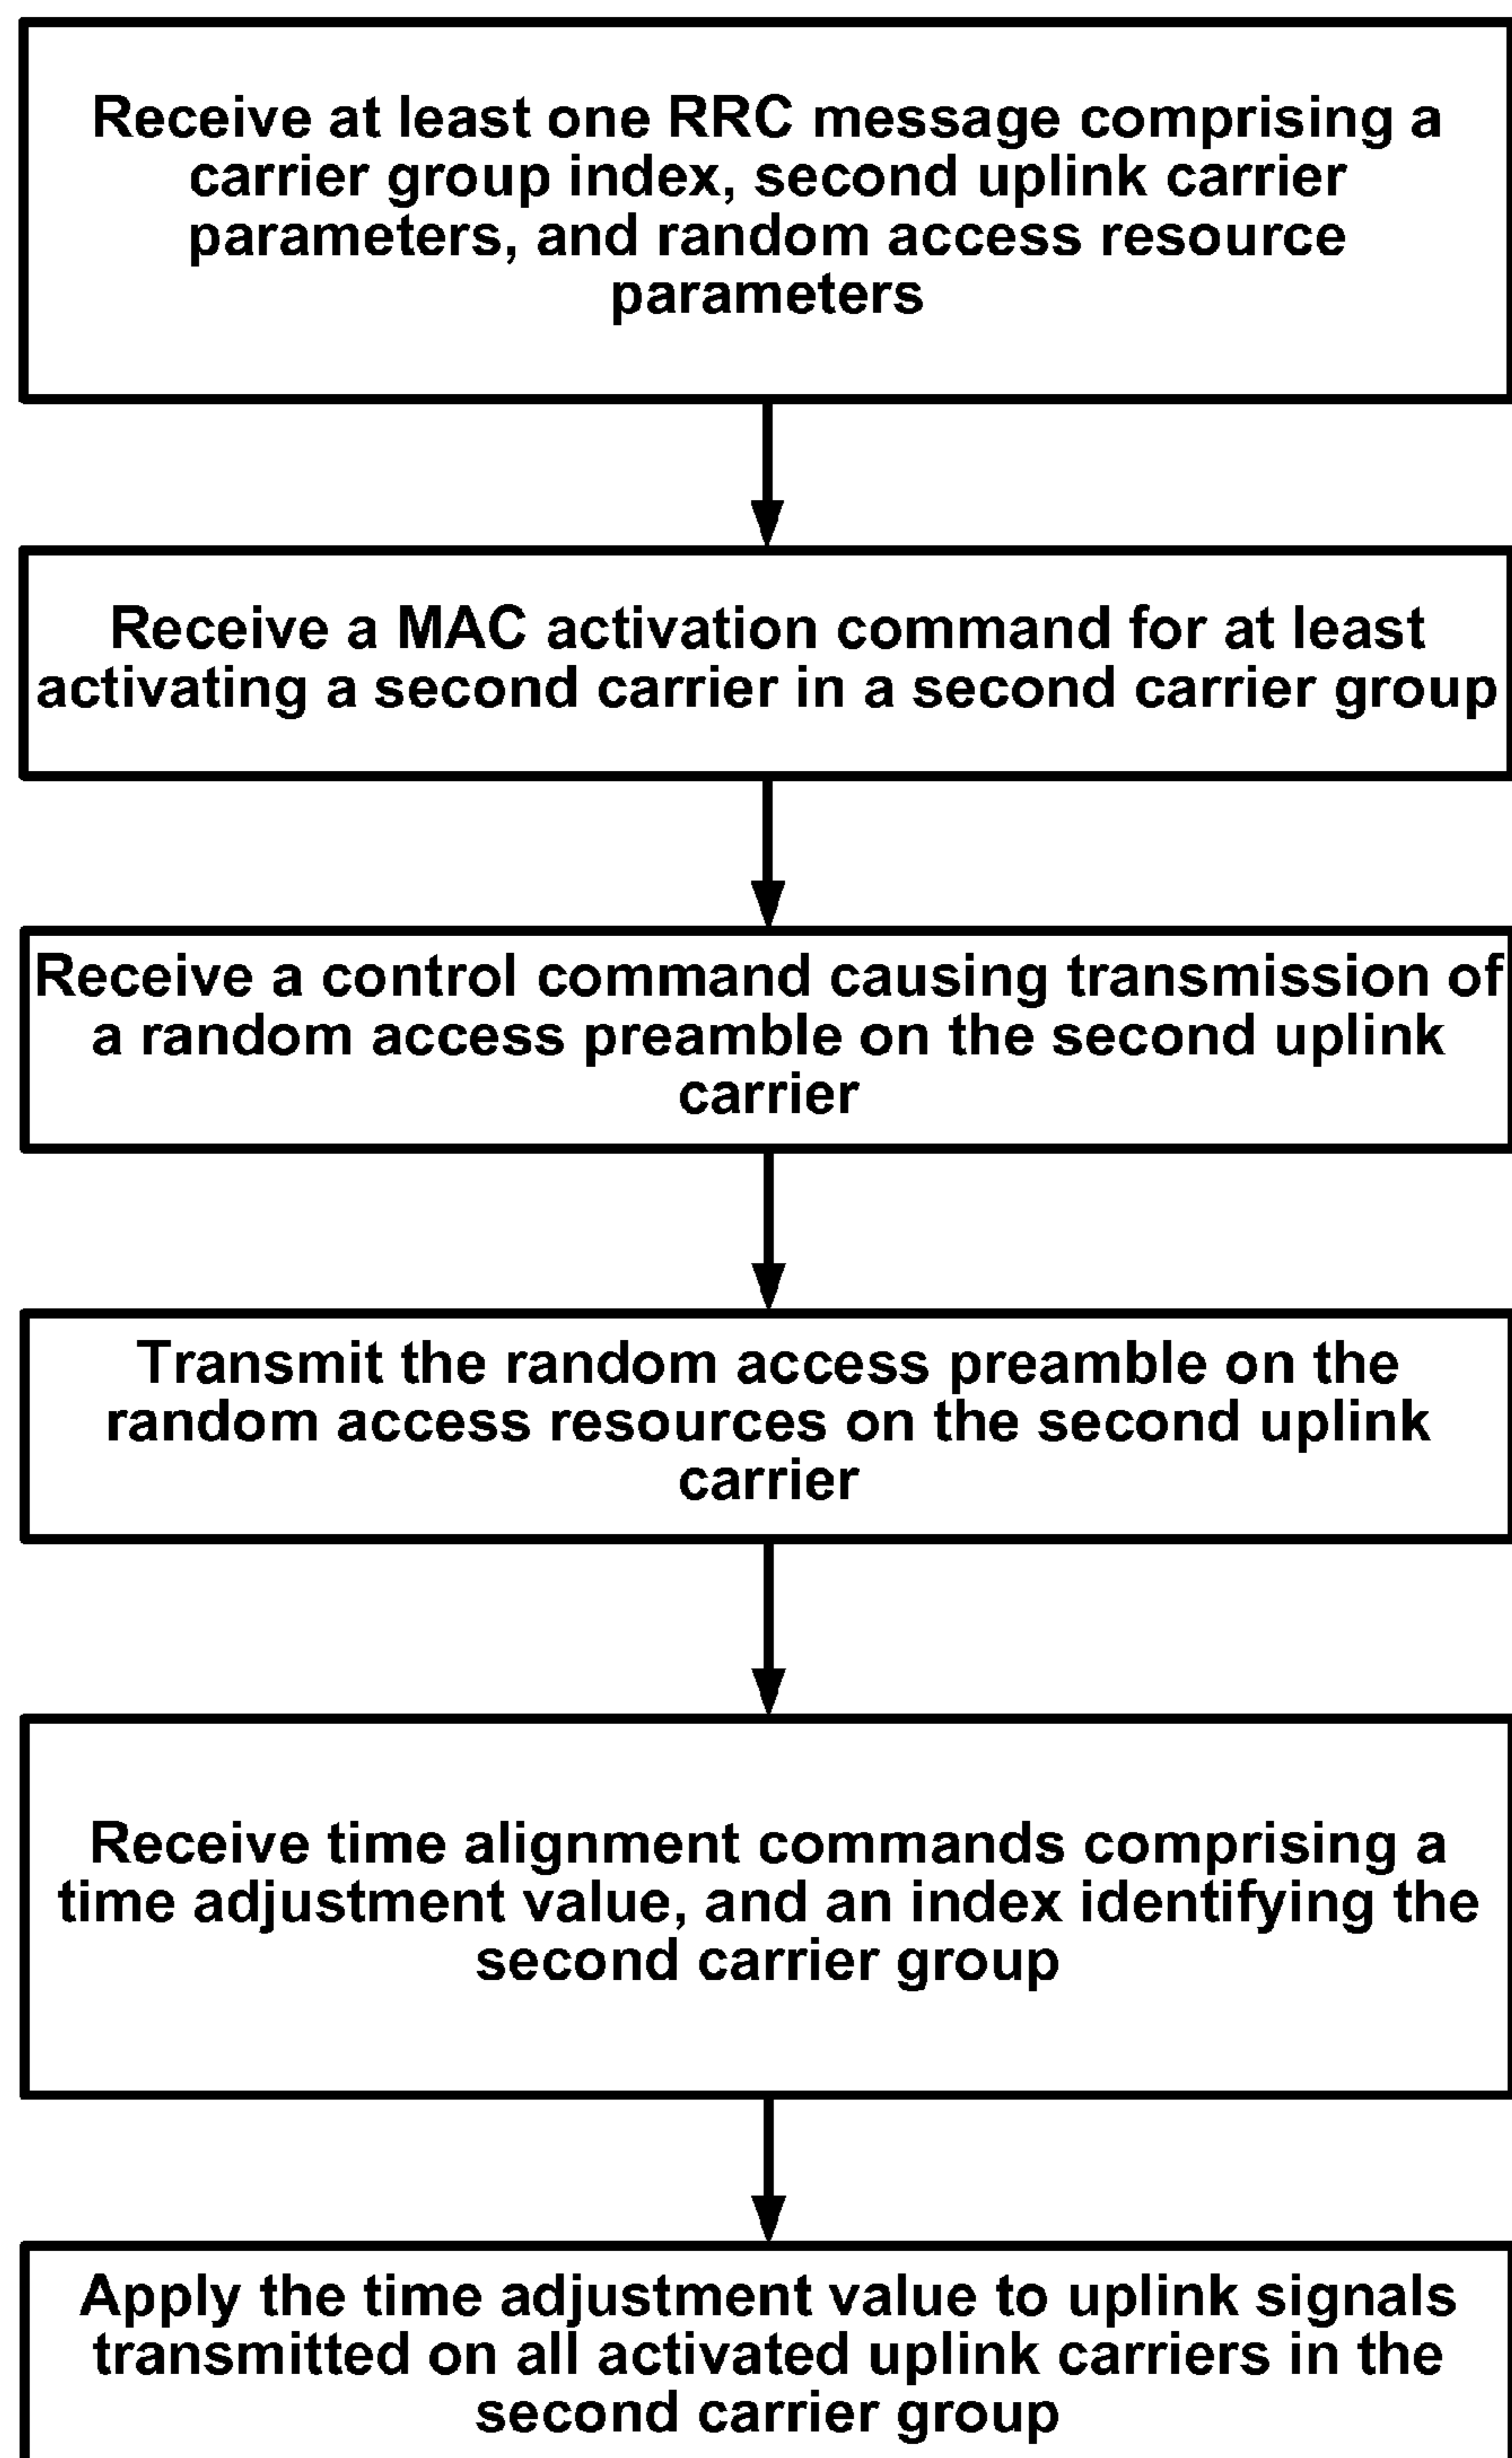 Receive at least one RRC message comprising a
carrier group index, second uplink carrier
parameters, and random access resource
parameters
Receive a MAC activation command for at least
activating a second carrier in a second carrier group
Receive a control command causing transmission of
a random access preamble on the second uplink
carrier
Transmit the random access preamble on the
random access resources on the second uplink
carrier
Receive time alignment commands comprising a
time adjustment value, and an index identifying the
second carrier group
Apply the time adjustment value to uplink signals
transmitted on all activated uplink carriers in the
second carrier group